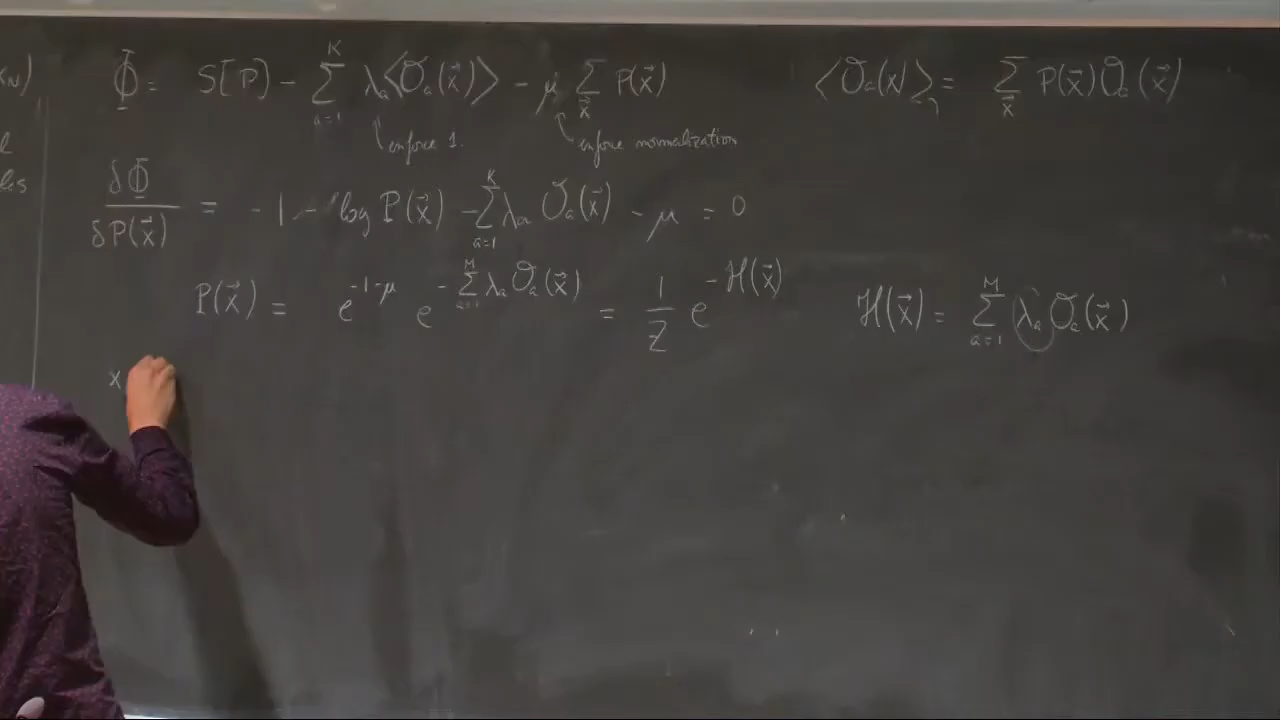 x_N)
Φ = S[P] - Σ_{a=1}^{K} λ_a <O_a(x⃗)> - μ Σ_{x⃗} P(x⃗)
<O_a(x)> = Σ_{x⃗} P(x⃗) O_a(x⃗)
enforce 1.
enforce normalization
δΦ/δP(x⃗) = -1 - log P(x⃗) - Σ_{a=1}^{K} λ_a O_a(x⃗) - μ = 0
P(x⃗) = e^{-1-μ} e^{-Σ_{a=1}^{M} λ_a O_a(x⃗)} = 1/Z e^{-H(x⃗)}
H(x⃗) = Σ_{a=1}^{M} λ_a O_a(x⃗)
x